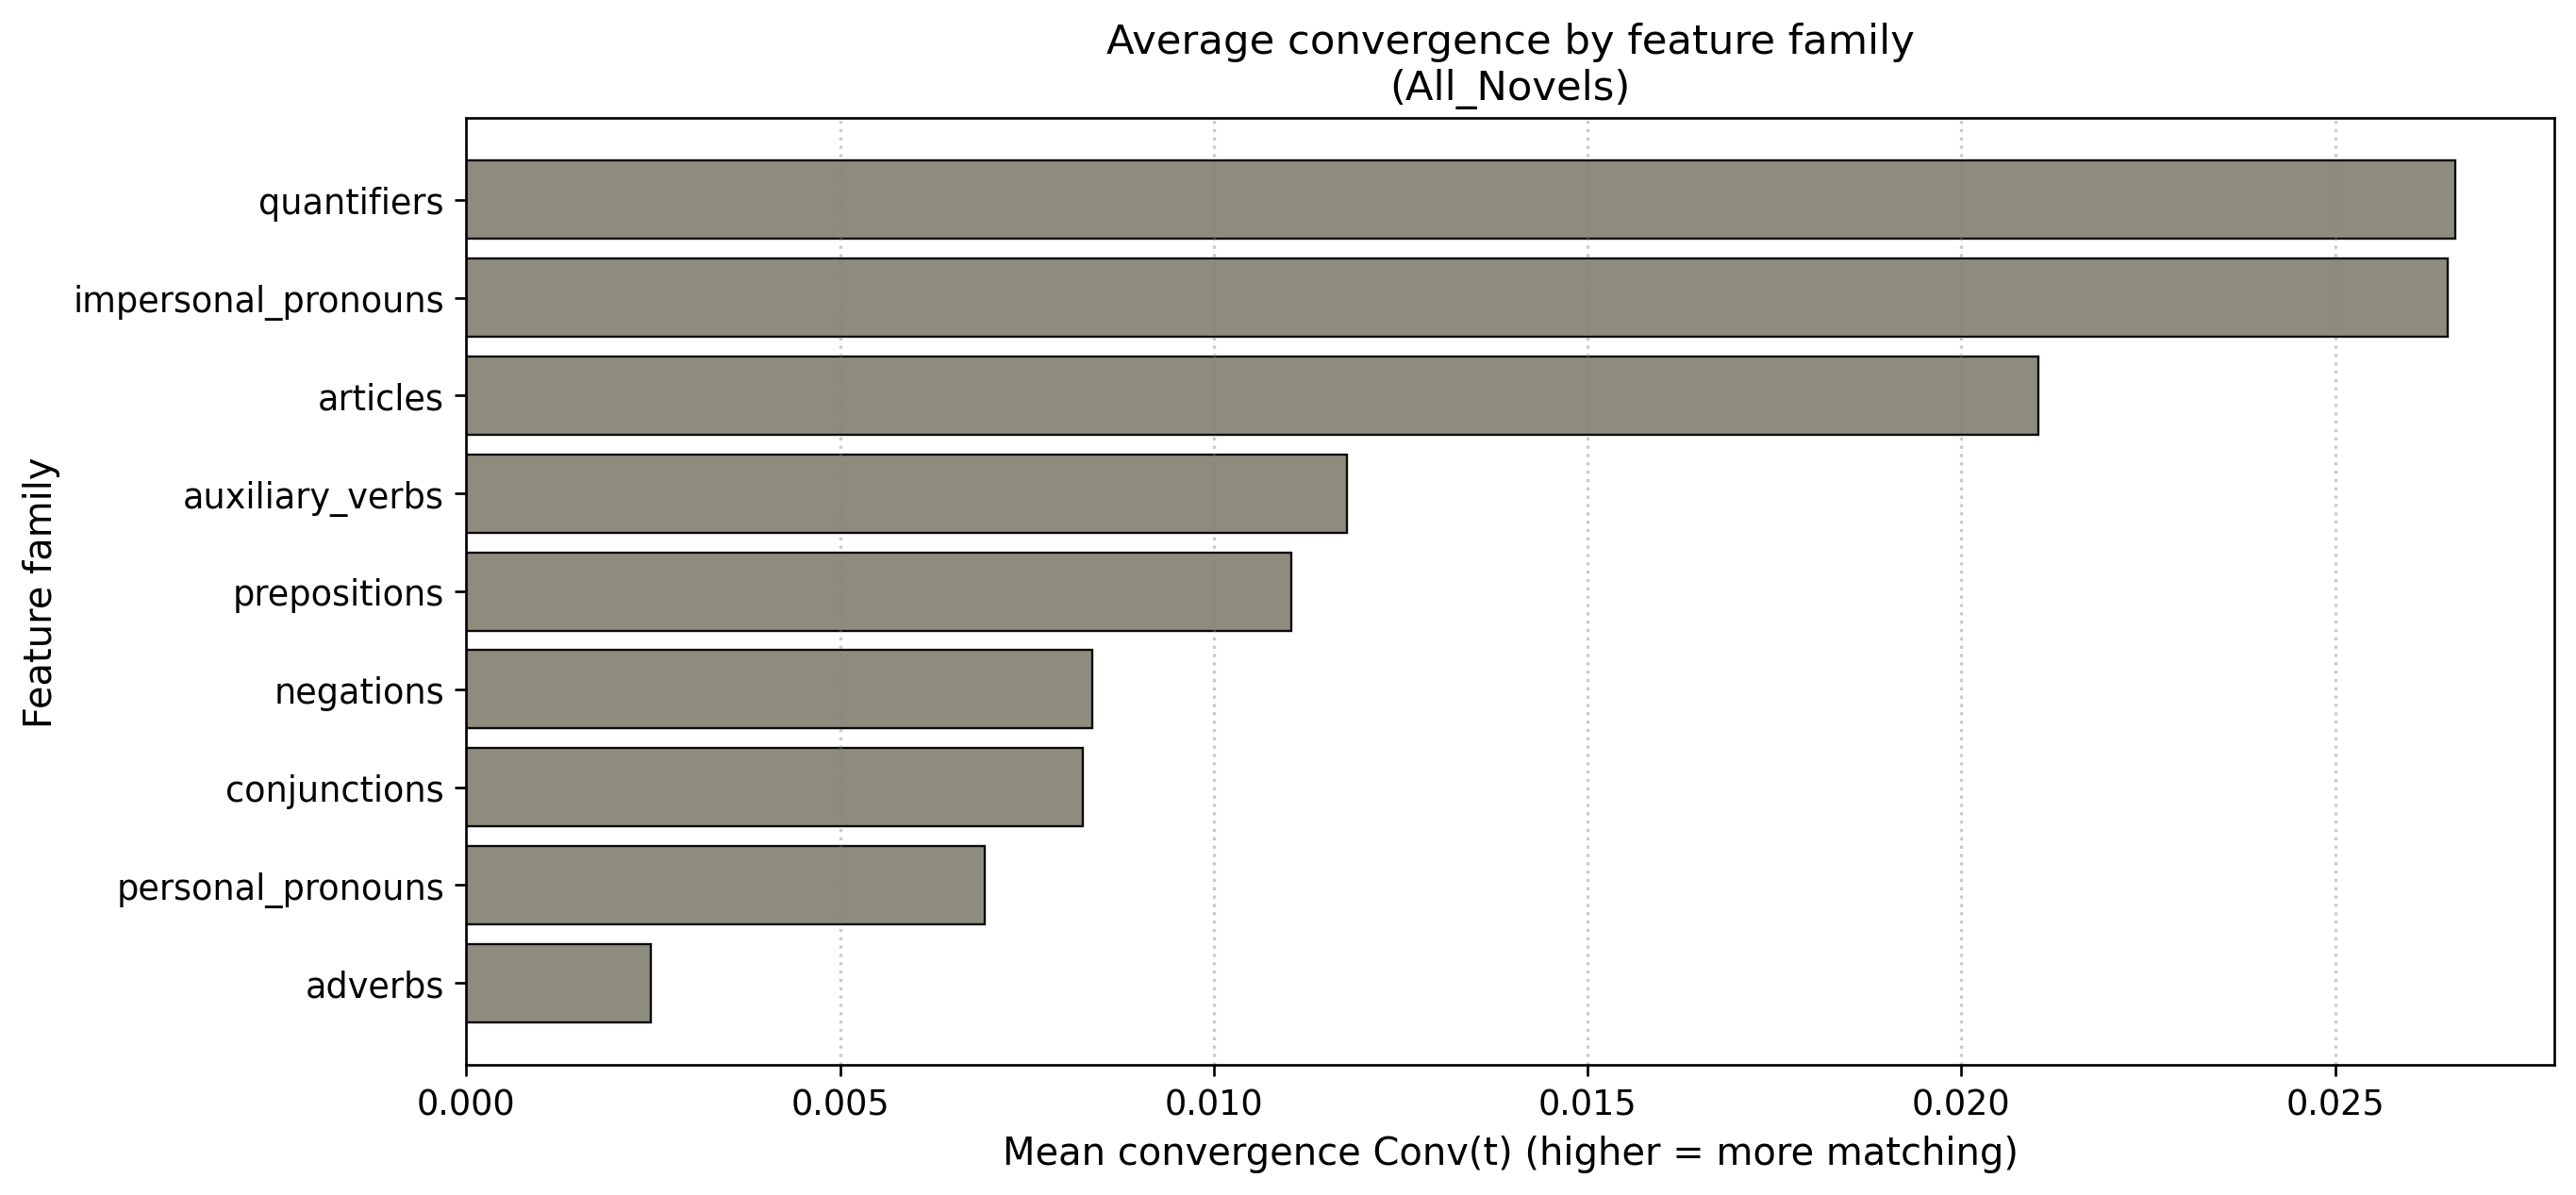 Average convergence by feature family
(All_Novels)
Feature family
quantifiers
impersonal_pronouns
articles
auxiliary_verbs
prepositions
negations
conjunctions
personal_pronouns
adverbs
0.000 0.005 0.010 0.015 0.020 0.025
Mean convergence Conv(t) (higher = more matching)